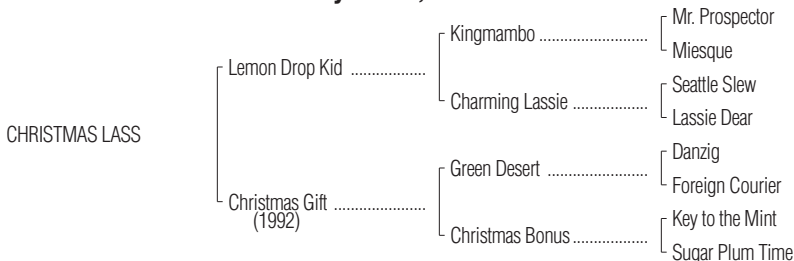 Mr. Prospector
Kingmambo ..........................
Miesque
Lemon Drop Kid ..................
Seattle Slew
Charming Lassie ..................
Lassie Dear
CHRISTMAS LASS
Danzig
Green Desert ........................
Foreign Courier
Christmas Gift ......................
(1992)
Key to the Mint
Christmas Bonus..................
Sugar Plum Time